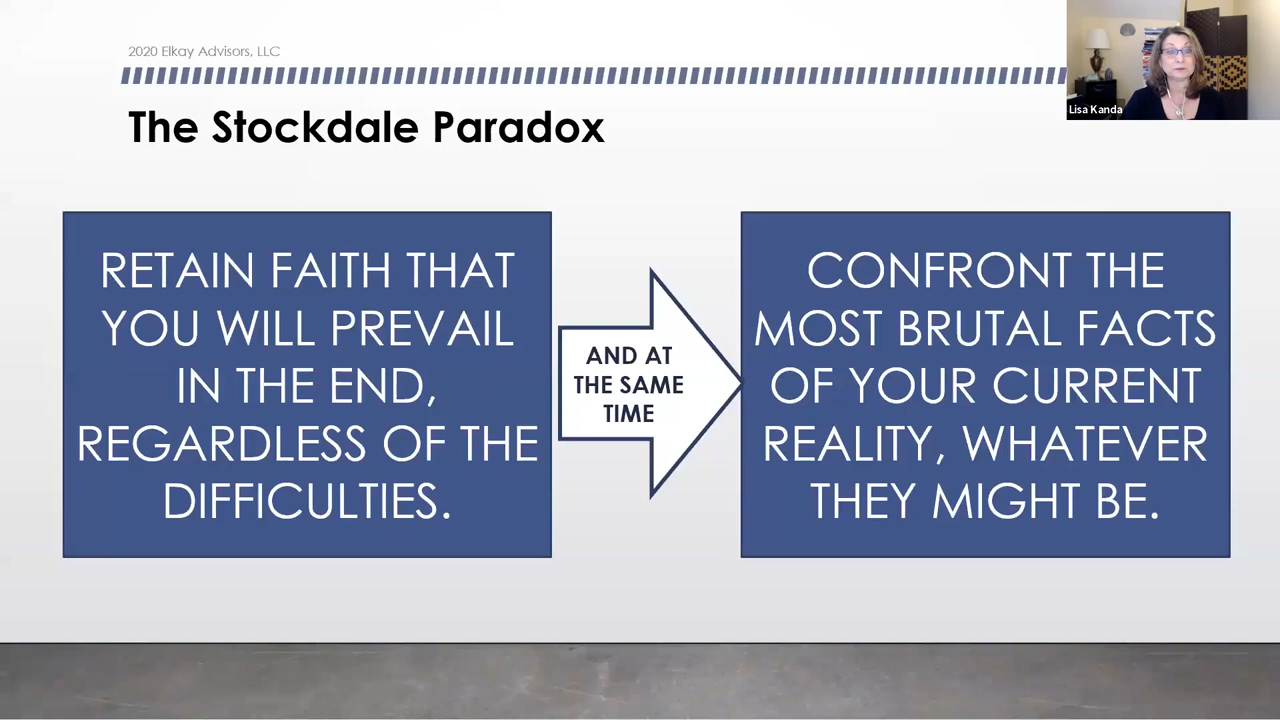 2020 Elkay Advisors, LLC
Lisa Kanda
The Stockdale Paradox
RETAIN FAITH THAT
YOU WILL PREVAIL
IN THE END,
REGARDLESS OF THE
DIFFICULTIES.
AND AT
THE SAME
TIME
CONFRONT THE
MOST BRUTAL FACTS
OF YOUR CURRENT
REALITY, WHATEVER
THEY MIGHT BE.